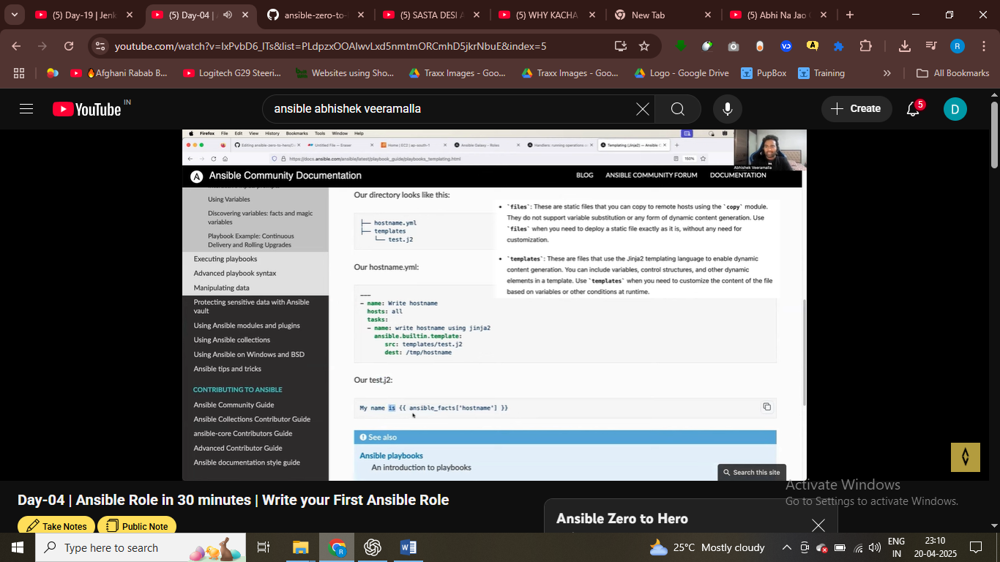 (5) Day-19 | Jenk
(5) Day-04 | A
ansible-zero-to-
(5) SASTA DESI A
(5) WHY KACHA
New Tab
(5) Abhi Na Jao
youtube.com/watch?v=IxPvbD6_ITs&list=PLdpzxOOAlwvLxd5nmtmORCmhD5jkrNbuE&index=5
R
Afghani Rabab B...
Logitech G29 Steeri...
Websites using Sho...
Traxx Images - Goo...
Traxx Images - Goo...
Logo - Google Drive
PupBox
Training
All Bookmarks
YouTube IN
ansible abhishek veeramalla
Create
5
D
Firefox File Edit View History Bookmarks Tools Window Help
Editing ansible-zero-to-hero/D
Untitled File — Eraser
Home | EC2 | ap-south-1
Ansible Galaxy - Roles
Handlers: running operations
Templating (Jinja2) — Ansible C
https://docs.ansible.com/ansible/latest/playbook_guide/playbooks_templating.html
150%
Abhishek Veeramalla
Ansible Community Documentation
BLOG ANSIBLE COMMUNITY FORUM DOCUMENTATION
Using Variables
Discovering variables: facts and magic
variables
Playbook Example: Continuous
Delivery and Rolling Upgrades
Executing playbooks
Advanced playbook syntax
Manipulating data
Protecting sensitive data with Ansible
vault
Using Ansible modules and plugins
Using Ansible collections
Using Ansible on Windows and BSD
Ansible tips and tricks
CONTRIBUTING TO ANSIBLE
Ansible Community Guide
Ansible Collections Contributor Guide
ansible-core Contributors Guide
Advanced Contributor Guide
Ansible documentation style guide
Our directory looks like this:
├── hostname.yml
├── templates
└── test.j2
Our hostname.yml:
---
- name: Write hostname
hosts: all
tasks:
- name: write hostname using jinja2
ansible.builtin.template:
src: templates/test.j2
dest: /tmp/hostname
Our test.j2:
My name is {{ ansible_facts['hostname'] }}
See also
Ansible playbooks
An introduction to playbooks
Search this site
• `files`: These are static files that you can copy to remote hosts using the `copy` module.
They do not support variable substitution or any form of dynamic content generation. Use
`files` when you need to deploy a static file exactly as it is, without any need for
customization.
• `templates`: These are files that use the Jinja2 templating language to enable dynamic
content generation. You can include variables, control structures, and other dynamic
elements in a template. Use `templates` when you need to customize the content of the file
based on variables or other conditions at runtime.
Day-04 | Ansible Role in 30 minutes | Write your First Ansible Role
Take Notes
Public Note
Ansible Zero to Hero
Activate Windows
Go to Settings to activate Windows.
Type here to search
25°C Mostly cloudy
ENG
IN
23:10
20-04-2025